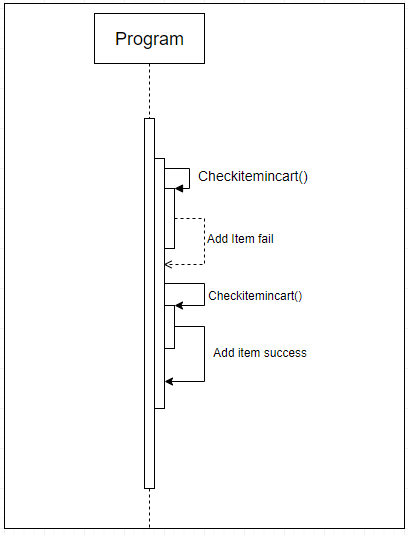 Program
Checkitemincart()
Add Item fail
Checkitemincart()
Add item success